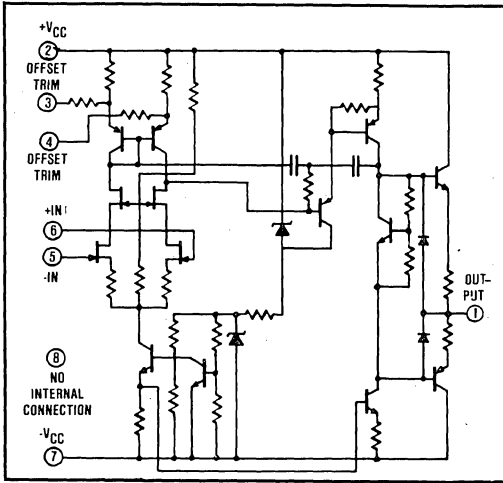 +VCC
2
OFFSET
TRIM
3
4
OFFSET
TRIM
+IN
6
5
-IN
OUT-
PUT
1
8
NO
INTERNAL
CONNECTION
-VCC
7